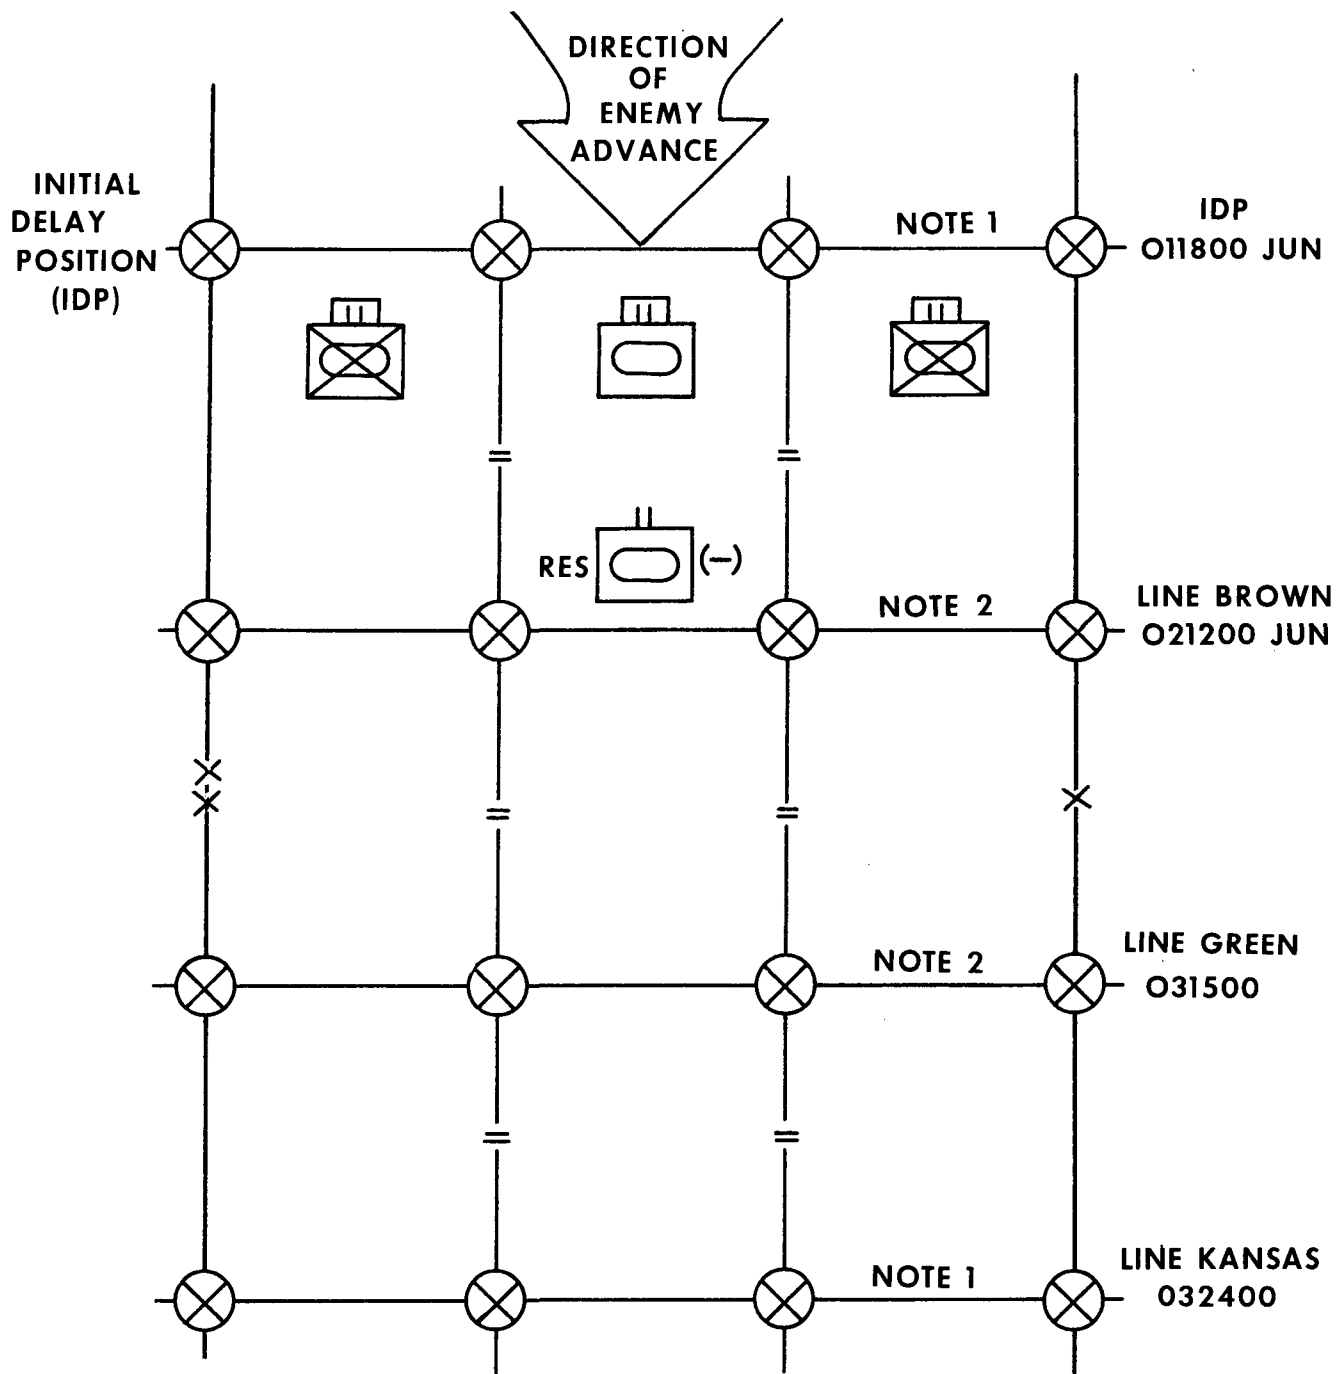 DIRECTION
OF
ENEMY
ADVANCE
INITIAL
DELAY
POSITION
(IDP)
NOTE 1
IDP
011800 JUN
RES
(—)
NOTE 2
LINE BROWN
021200 JUN
NOTE 2
LINE GREEN
031500
NOTE 1
LINE KANSAS
032400